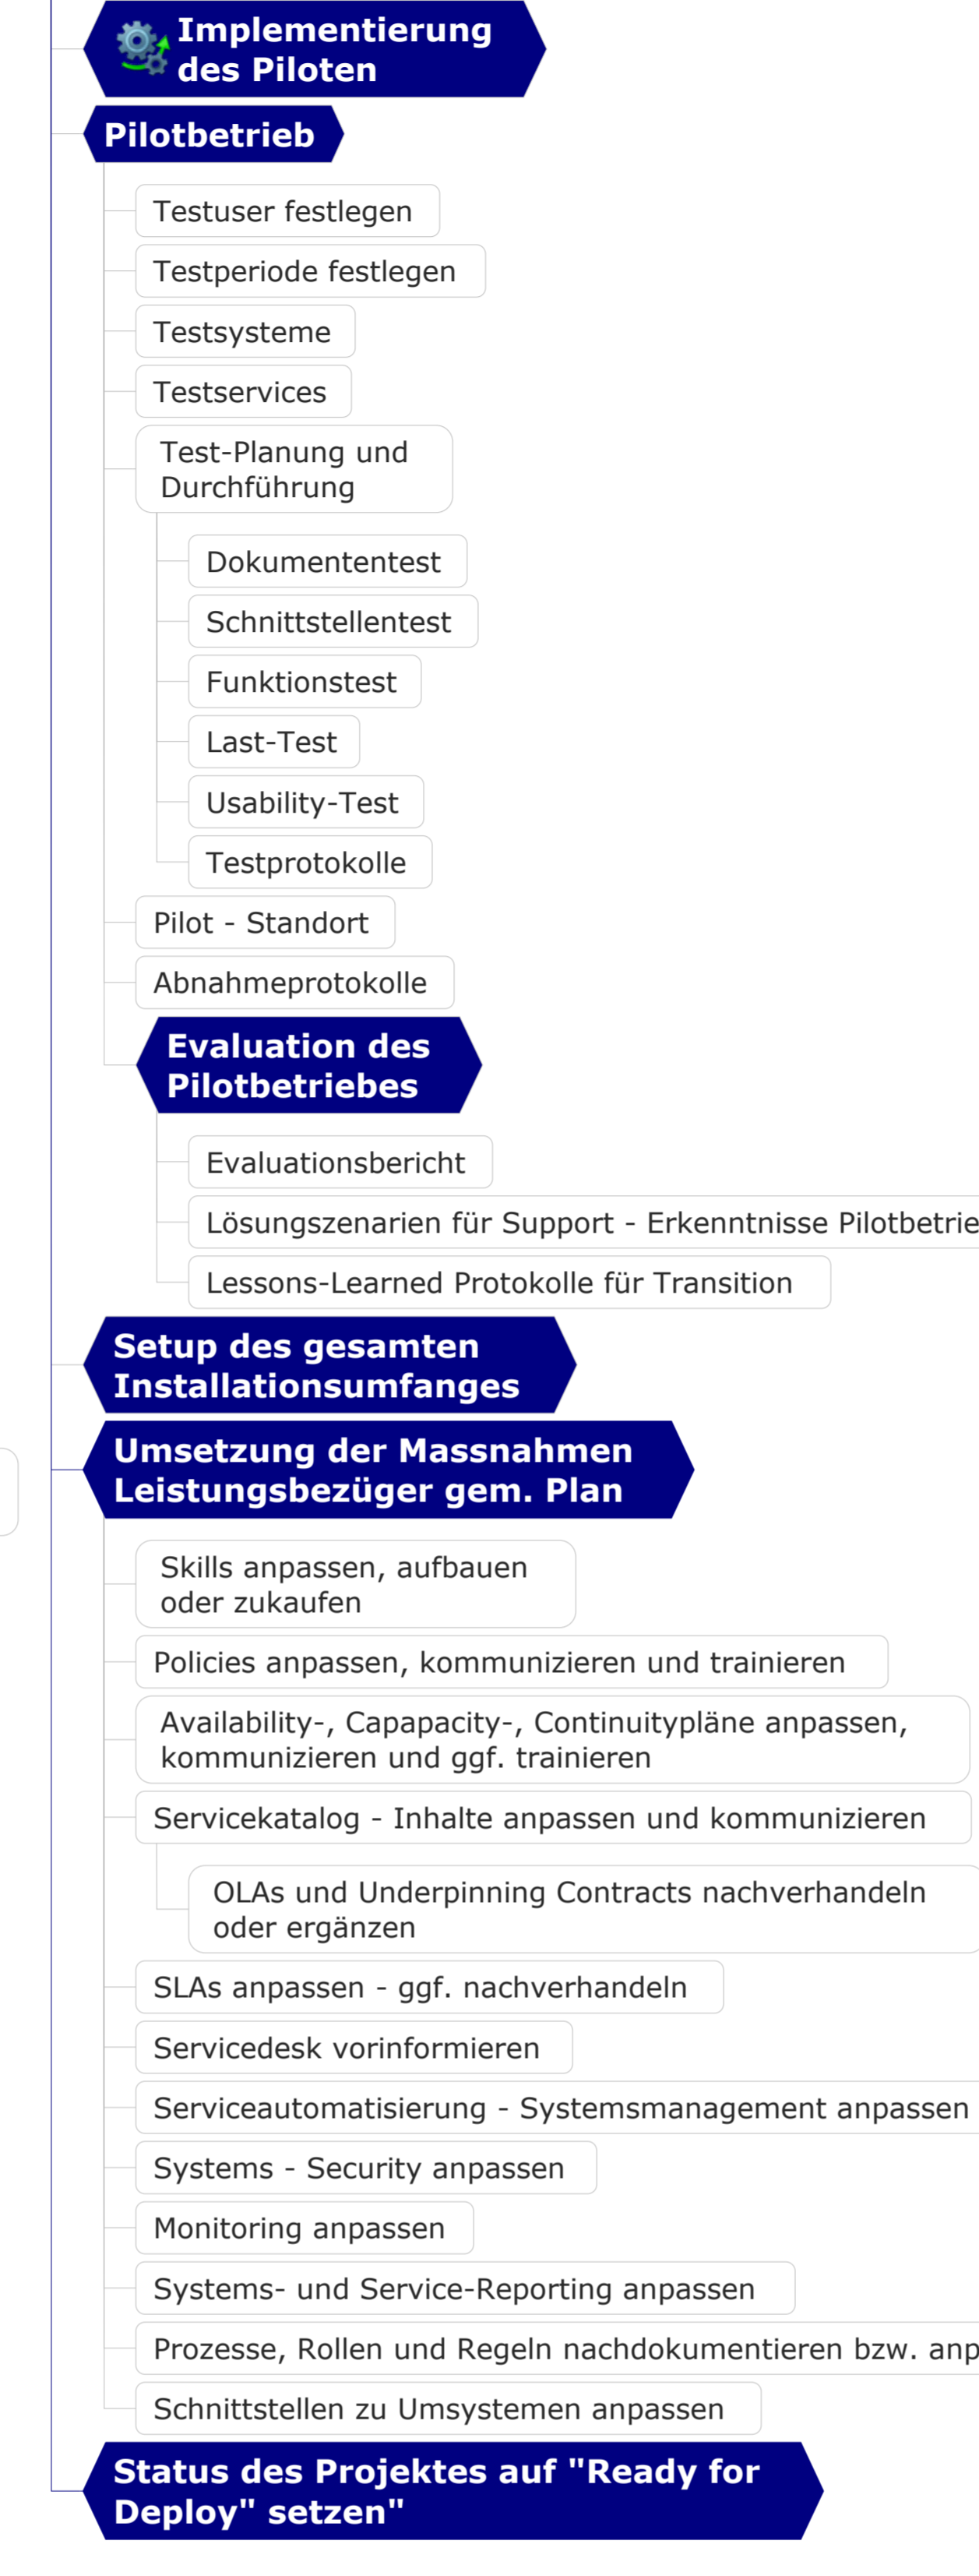 Implementierung
des Piloten
Pilotbetrieb
Testuser festlegen
Testperiode festlegen
Testsysteme
Testservices
Test-Planung und
Durchführung
Dokumententest
Schnittstellentest
Funktionstest
Last-Test
Usability-Test
Testprotokolle
Pilot - Standort
Abnahmeprotokolle
Evaluation des
Pilotbetriebes
Evaluationsbericht
Lösungszenarien für Support - Erkenntnisse Pilotbetrie
Lessons-Learned Protokolle für Transition
Setup des gesamten
Installationsumfanges
Umsetzung der Massnahmen
Leistungsbezüger gem. Plan
Skills anpassen, aufbauen
oder zukaufen
Policies anpassen, kommunizieren und trainieren
Availability-, Capapacity-, Continuitypläne anpassen,
kommunizieren und ggf. trainieren
Servicekatalog - Inhalte anpassen und kommunizieren
OLAs und Underpinning Contracts nachverhandeln
oder ergänzen
SLAs anpassen - ggf. nachverhandeln
Servicedesk vorinformieren
Serviceautomatisierung - Systemsmanagement anpassen
Systems - Security anpassen
Monitoring anpassen
Systems- und Service-Reporting anpassen
Prozesse, Rollen und Regeln nachdokumentieren bzw. anp
Schnittstellen zu Umsystemen anpassen
Status des Projektes auf "Ready for
Deploy" setzen"